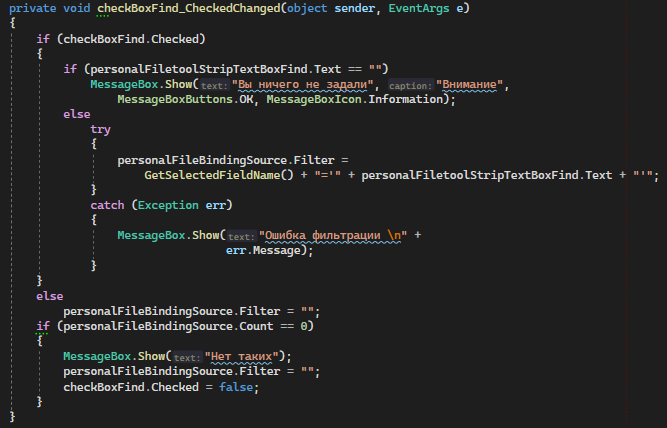 private void checkBoxFind_CheckedChanged(object sender, EventArgs e)
{
if (checkBoxFind.Checked)
{
if (personalFiletoolStripTextBoxFind.Text == "")
MessageBox.Show(text: "Вы ничего не задали", caption: "Внимание",
MessageBoxButtons.OK, MessageBoxIcon.Information);
else
try
{
personalFileBindingSource.Filter =
GetSelectedFieldName() + "='" + personalFiletoolStripTextBoxFind.Text + "'";
}
catch (Exception err)
{
MessageBox.Show(text: "Ошибка фильтрации \n" +
err.Message);
}
}
else
personalFileBindingSource.Filter = "";
if (personalFileBindingSource.Count == 0)
{
MessageBox.Show(text: "Нет таких");
personalFileBindingSource.Filter = "";
checkBoxFind.Checked = false;
}
}